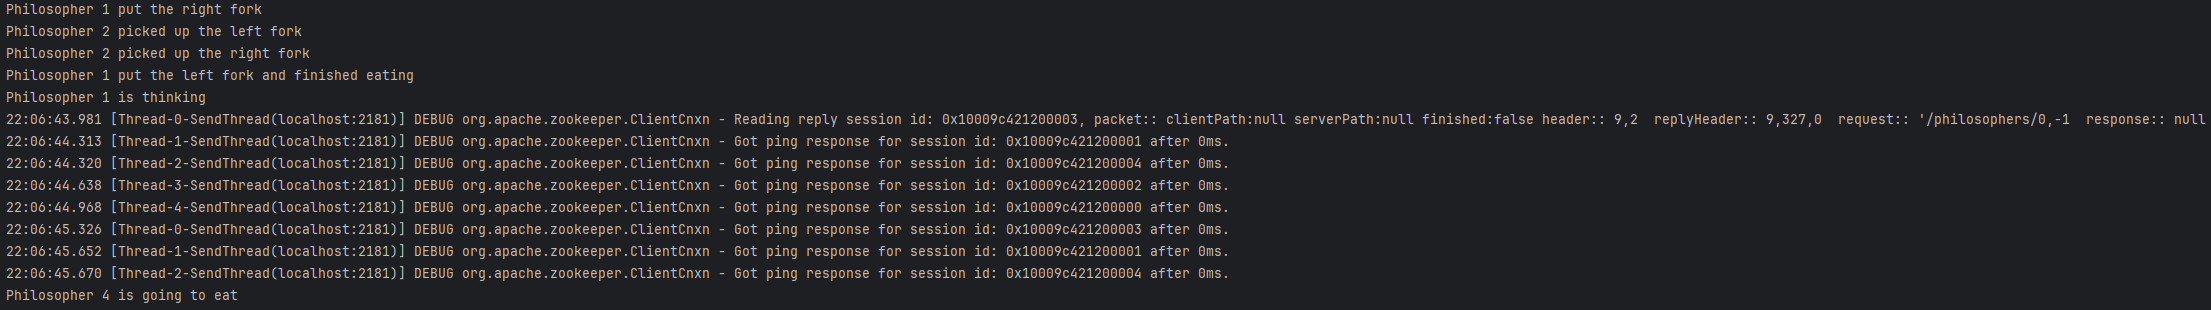 Philosopher 1 put the right fork
Philosopher 2 picked up the left fork
Philosopher 2 picked up the right fork
Philosopher 1 put the left fork and finished eating
Philosopher 1 is thinking
22:06:43.981 [Thread-0-SendThread(localhost:2181)] DEBUG org.apache.zookeeper.ClientCnxn - Reading reply session id: 0x10009c421200003, packet:: clientPath:null serverPath:null finished:false header:: 9,2  replyHeader:: 9,327,0  request:: '/philosophers/0,-1  response:: null
22:06:44.313 [Thread-1-SendThread(localhost:2181)] DEBUG org.apache.zookeeper.ClientCnxn - Got ping response for session id: 0x10009c421200001 after 0ms.
22:06:44.320 [Thread-2-SendThread(localhost:2181)] DEBUG org.apache.zookeeper.ClientCnxn - Got ping response for session id: 0x10009c421200004 after 0ms.
22:06:44.638 [Thread-3-SendThread(localhost:2181)] DEBUG org.apache.zookeeper.ClientCnxn - Got ping response for session id: 0x10009c421200002 after 0ms.
22:06:44.968 [Thread-4-SendThread(localhost:2181)] DEBUG org.apache.zookeeper.ClientCnxn - Got ping response for session id: 0x10009c421200000 after 0ms.
22:06:45.326 [Thread-0-SendThread(localhost:2181)] DEBUG org.apache.zookeeper.ClientCnxn - Got ping response for session id: 0x10009c421200003 after 0ms.
22:06:45.652 [Thread-1-SendThread(localhost:2181)] DEBUG org.apache.zookeeper.ClientCnxn - Got ping response for session id: 0x10009c421200001 after 0ms.
22:06:45.670 [Thread-2-SendThread(localhost:2181)] DEBUG org.apache.zookeeper.ClientCnxn - Got ping response for session id: 0x10009c421200004 after 0ms.
Philosopher 4 is going to eat